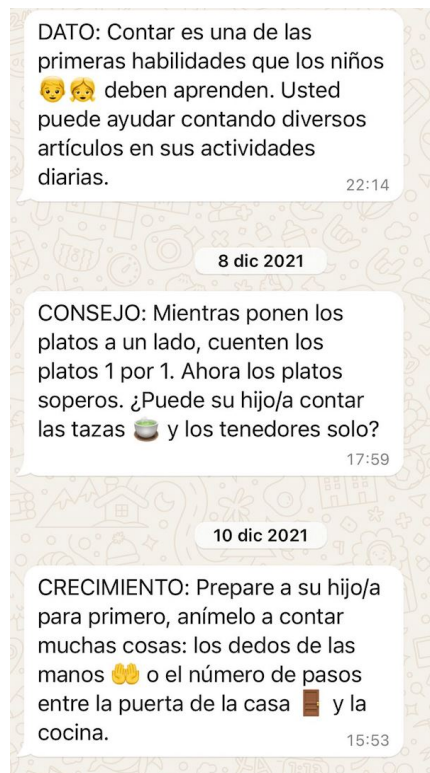 DATO: Contar es una de las
primeras habilidades que los niños
👦👧 deben aprenden. Usted
puede ayudar contando diversos
artículos en sus actividades
diarias.
22:14
8 dic 2021
CONSEJO: Mientras ponen los
platos a un lado, cuenten los
platos 1 por 1. Ahora los platos
soperos. ¿Puede su hijo/a contar
las tazas 🍵 y los tenedores solo?
17:59
10 dic 2021
CRECIMIENTO: Prepare a su hijo/a
para primero, anímelo a contar
muchas cosas: los dedos de las
manos 🤲 o el número de pasos
entre la puerta de la casa 🚪 y la
cocina.
15:53